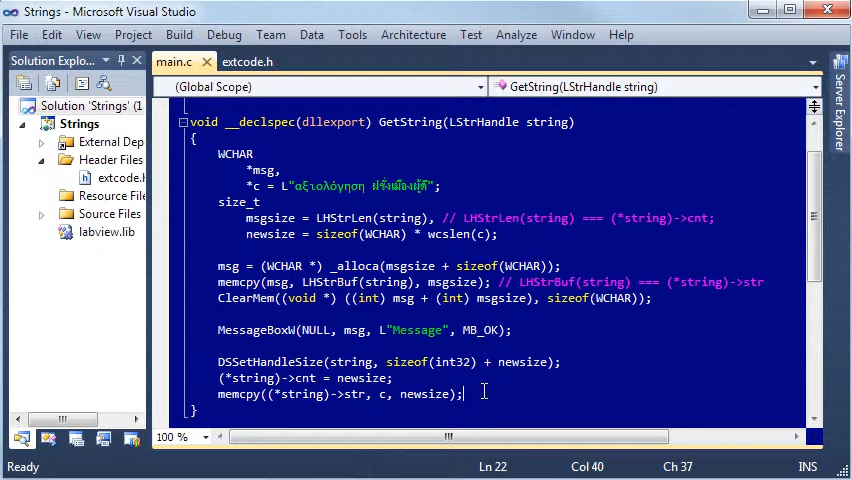 Strings - Microsoft Visual Studio
File Edit View Project Build Debug Team Data Tools Architecture Test Analyze Window Help
Solution Explo...
main.c
extcode.h
(Global Scope)
GetString(LStrHandle string)
Solution 'Strings' (1
Strings
External Dep
Header Files
extcode.h
Resource File
Source Files
labview.lib
void __declspec(dllexport) GetString(LStrHandle string)
{
WCHAR
*msg,
*c = L"αξιολόγηση ฝรั่งเมืองผู้ดี";
size_t
msgsize = LHStrLen(string), // LHStrLen(string) === (*string)->cnt;
newsize = sizeof(WCHAR) * wcslen(c);
msg = (WCHAR *) _alloca(msgsize + sizeof(WCHAR));
memcpy(msg, LHStrBuf(string), msgsize); // LHStrBuf(string) === (*string)->str
ClearMem((void *) ((int) msg + (int) msgsize), sizeof(WCHAR));
MessageBoxW(NULL, msg, L"Message", MB_OK);
DSSetHandleSize(string, sizeof(int32) + newsize);
(*string)->cnt = newsize;
memcpy((*string)->str, c, newsize);
}
Server Explorer
100 %
Ready
Ln 22
Col 40
Ch 37
INS